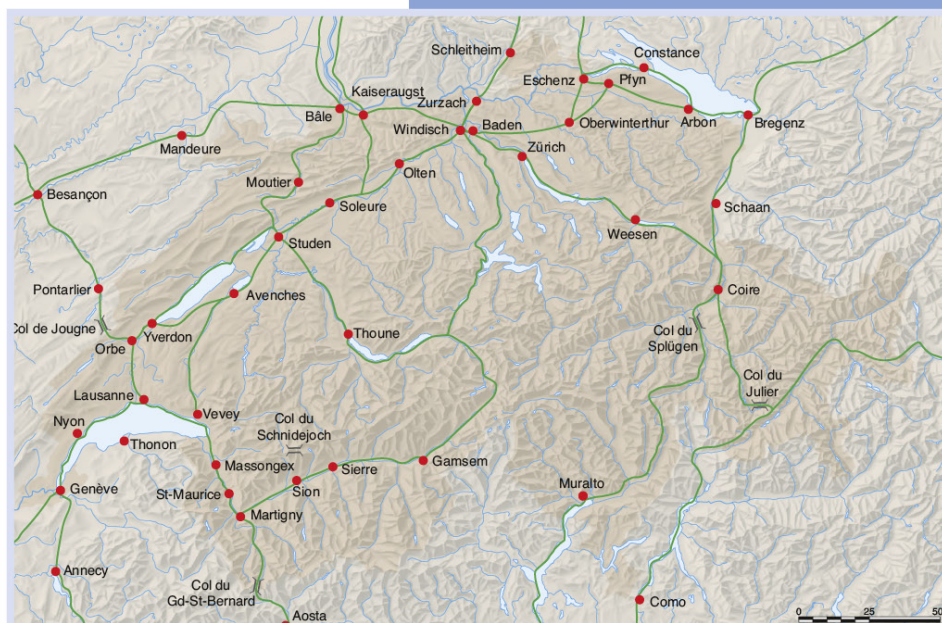 Schleitheim
Constance
Eschenz
Pfyn
Kaiseraugst
Zurzach
Bâle
Arbon
Bregenz
Oberwinterthur
Windisch
Baden
Mandeure
Zürich
Olten
Moutier
Besançon
Soleure
Schaan
Weesen
Studen
Pontarlier
Avenches
Coire
Col de Jougne
Yverdon
Thoune
Col du
Splügen
Orbe
Col du
Julier
Lausanne
Vevey
Col du
Schnidejoch
Nyon
Thonon
Massongex
Sierre
Gamsem
Genève
St-Maurice
Sion
Muralto
Martigny
Annecy
Col du
Gd-St-Bernard
Como
Aosta
0 25 50